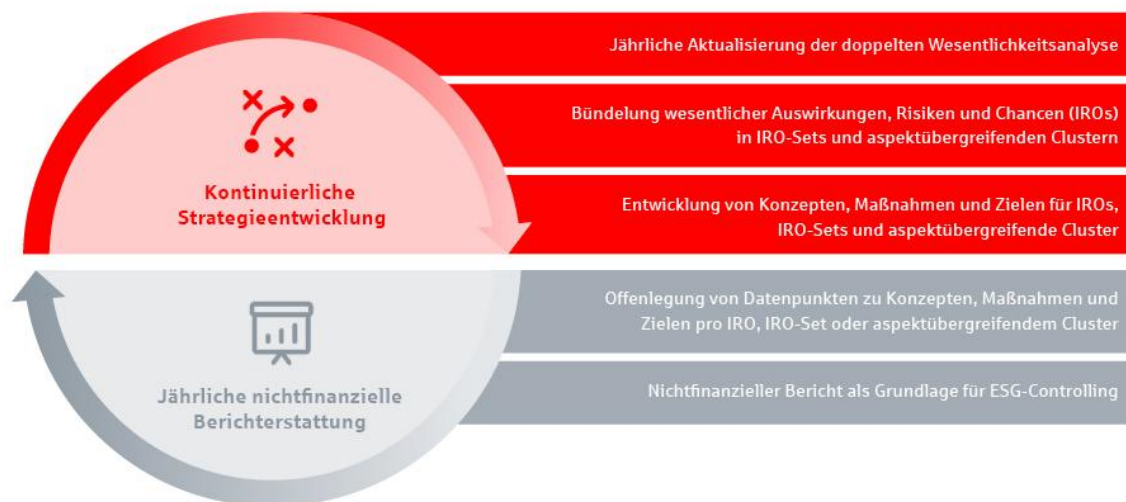 Jährliche Aktualisierung der doppelten Wesentlichkeitsanalyse
Bündelung wesentlicher Auswirkungen, Risiken und Chancen (IROs)
in IRO-Sets und aspektübergreifenden Clustern
Kontinuierliche
Strategieentwicklung
Entwicklung von Konzepten, Maßnahmen und Zielen für IROs,
IRO-Sets und aspektübergreifende Cluster
Offenlegung von Datenpunkten zu Konzepten, Maßnahmen und
Zielen pro IRO, IRO-Set oder aspektübergreifendem Cluster
Jährliche nichtfinanzielle
Berichterstattung
Nichtfinanzieller Bericht als Grundlage für ESG-Controlling